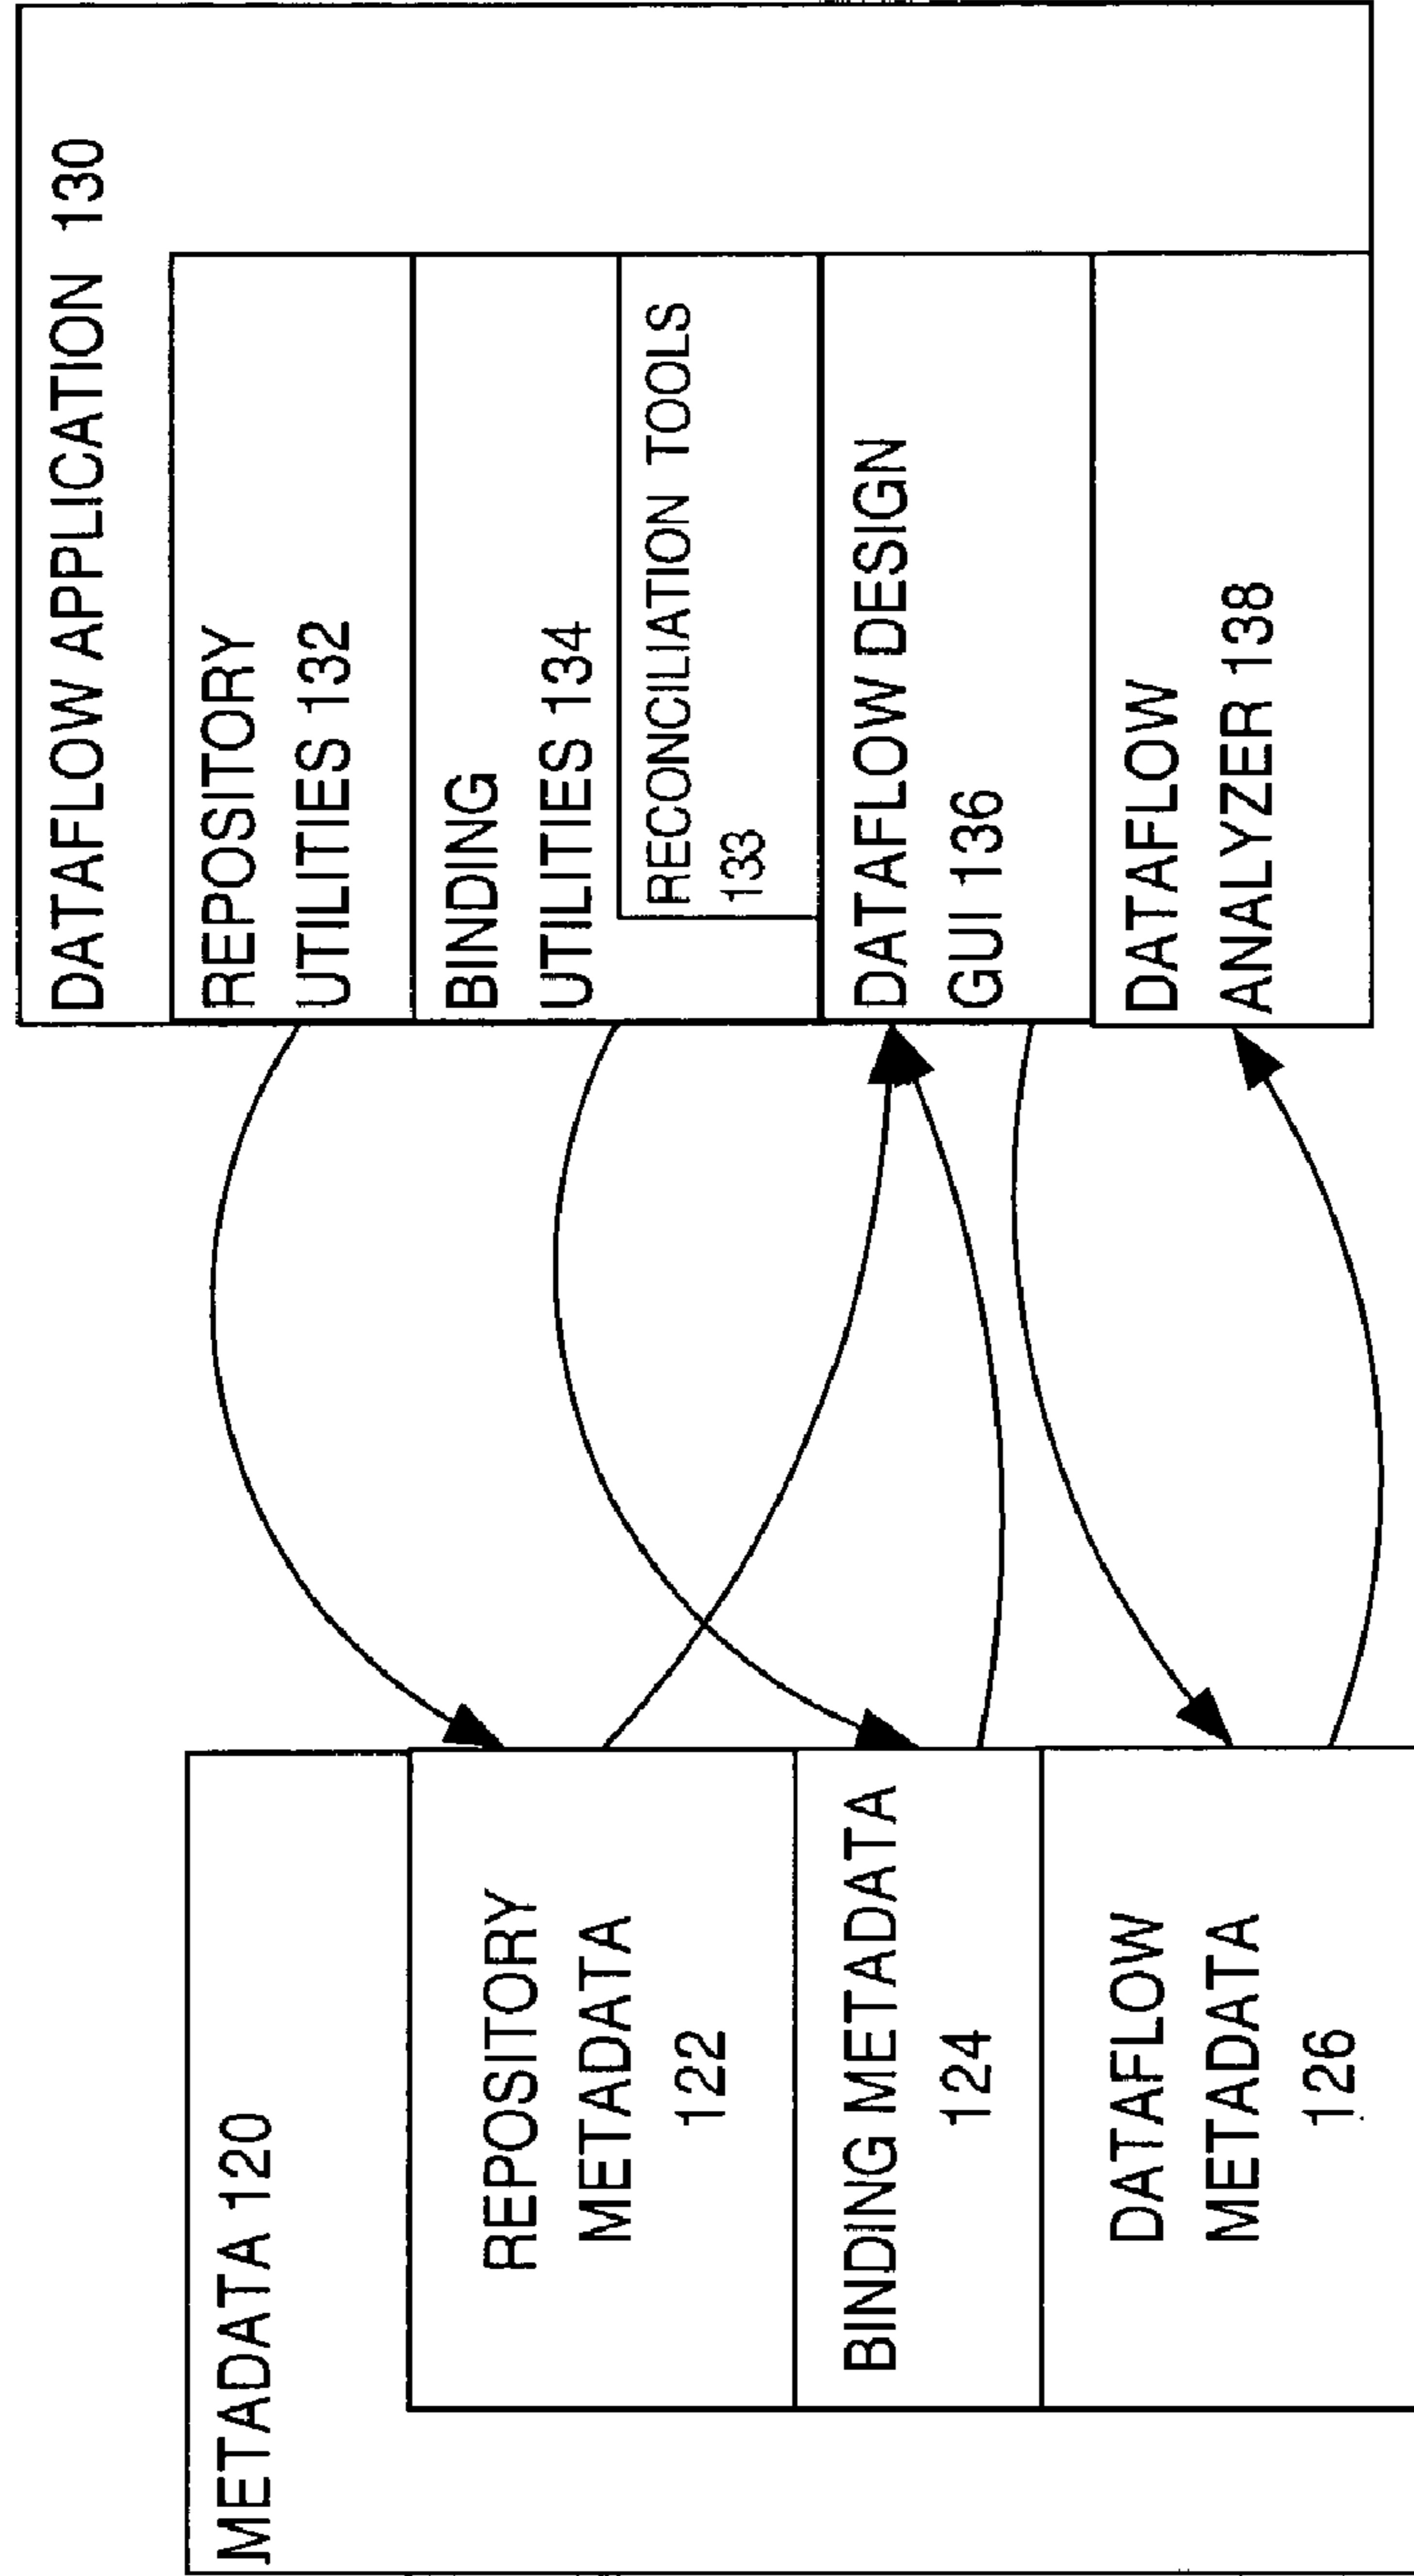 METADATA 120
REPOSITORY
METADATA
122
BINDING METADATA
124
DATAFLOW
METADATA
126
DATAFLOW APPLICATION 130
REPOSITORY
UTILITIES 132
BINDING
UTILITIES 134
RECONCILIATION TOOLS
133
DATAFLOW DESIGN
GUI 136
DATAFLOW
ANALYZER 138